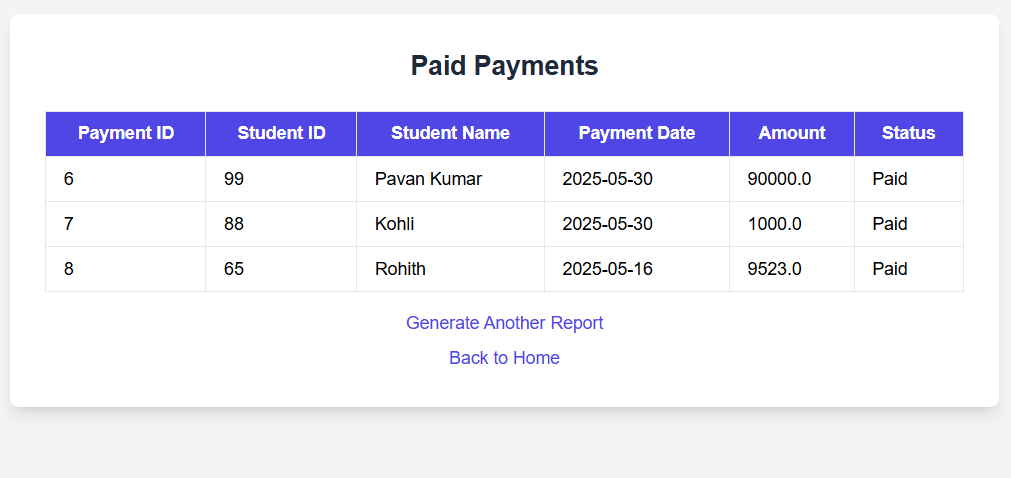 Paid Payments
Payment ID Student ID Student Name Payment Date Amount Status
6 99 Pavan Kumar 2025-05-30 90000.0 Paid
7 88 Kohli 2025-05-30 1000.0 Paid
8 65 Rohith 2025-05-16 9523.0 Paid
Generate Another Report
Back to Home